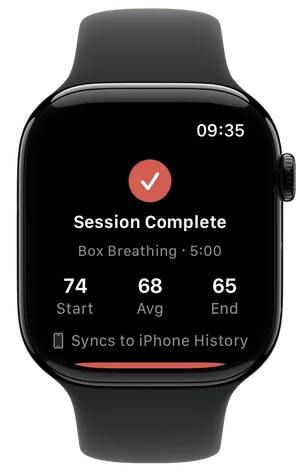 09:35
Session Complete
Box Breathing · 5:00
74 68 65
Start Avg End
Syncs to iPhone History